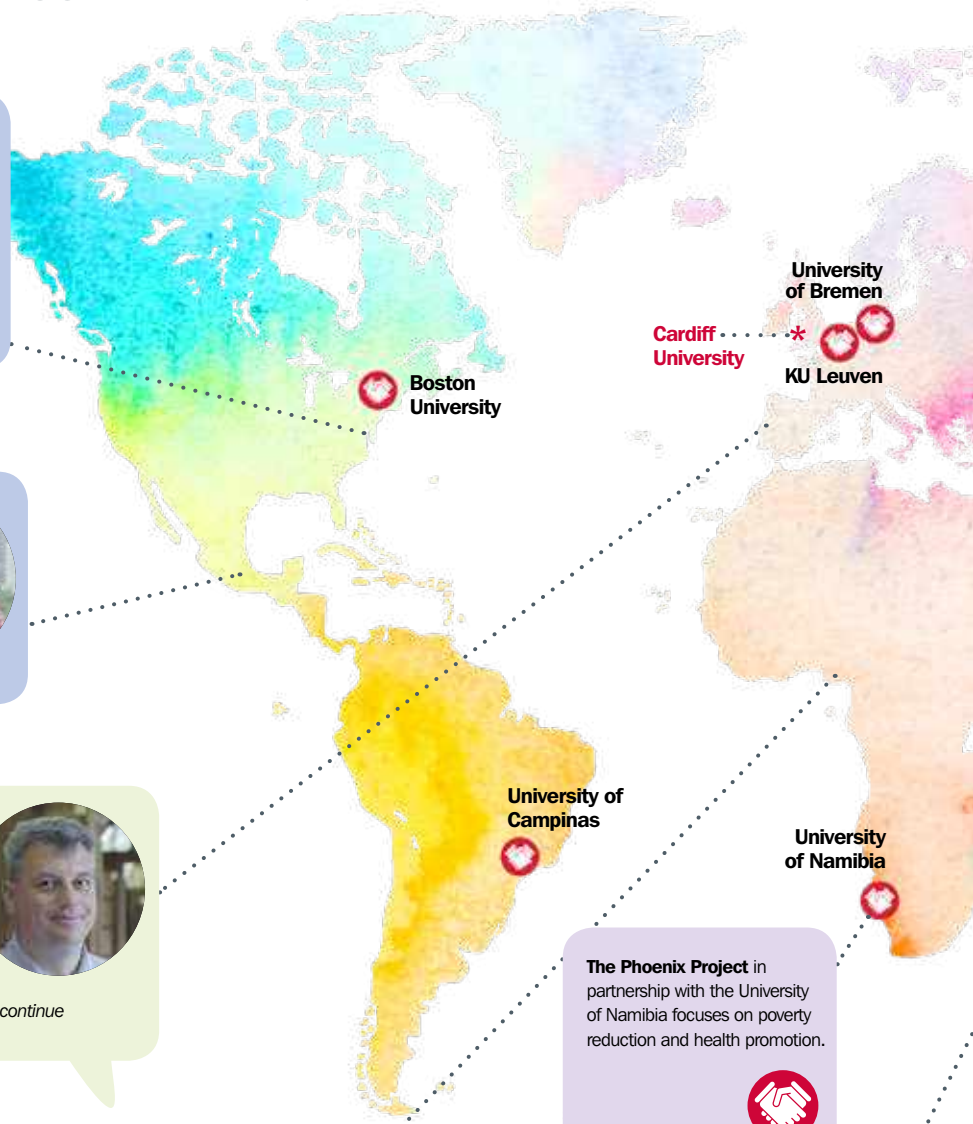 University
of Bremen
Cardiff
University
*
KU Leuven
Boston
University
University of
Campinas
University
of Namibia
The Phoenix Project in
partnership with the University
of Namibia focuses on poverty
reduction and health promotion.
continue